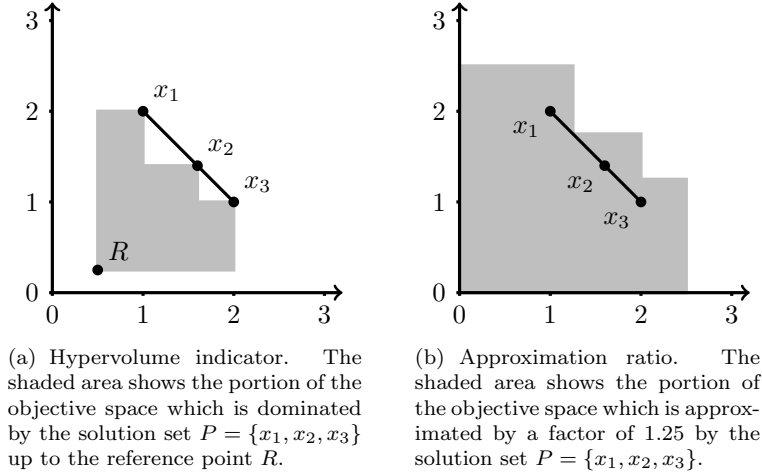 3
2
1
0
0
1
2
3
x1
x2
x3
R
3
2
1
0
0
1
2
3
x1
x2
x3
(a) Hypervolume indicator. The
shaded area shows the portion of the
objective space which is dominated
by the solution set P = {x1, x2, x3}
up to the reference point R.
(b) Approximation ratio. The
shaded area shows the portion of
the objective space which is approx-
imated by a factor of 1.25 by the
solution set P = {x1, x2, x3}.